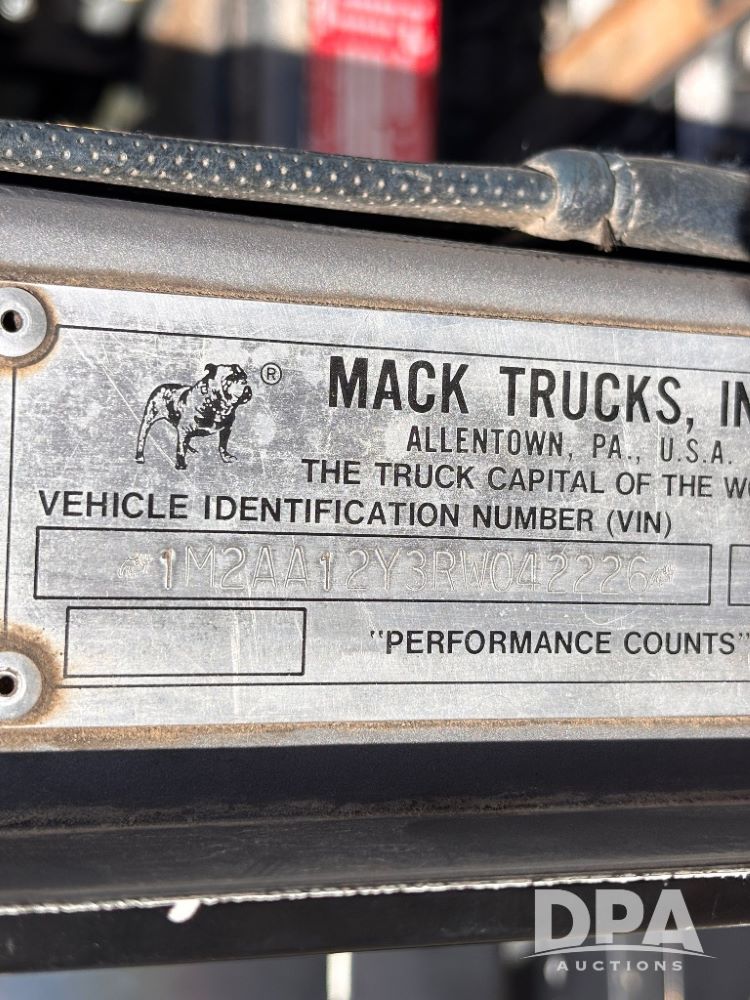 ® MACK TRUCKS, IN
ALLENTOWN, PA., U.S.A.
THE TRUCK CAPITAL OF THE WO
VEHICLE IDENTIFICATION NUMBER (VIN)
1M2AA12Y3RW042226
"PERFORMANCE COUNTS"
DPA
AUCTIONS